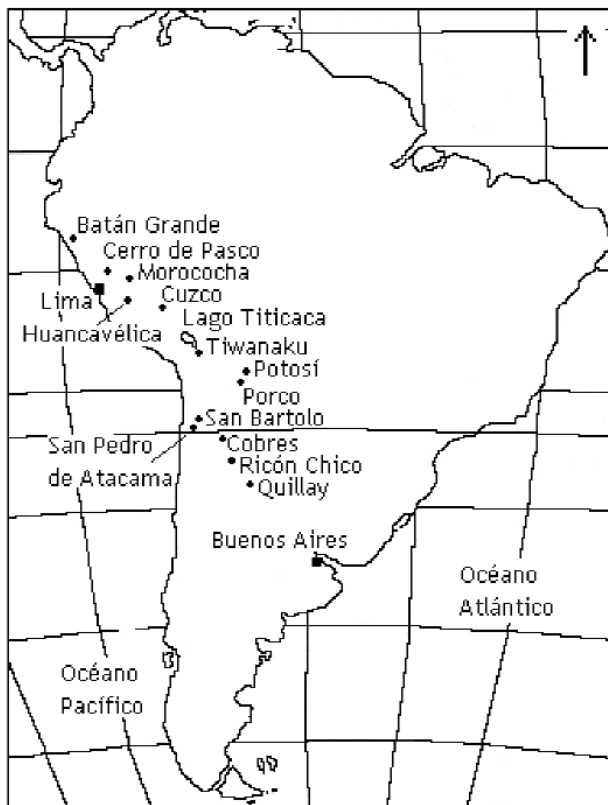 Batán Grande
Cerro de Pasco
Morococha
Lima
Cuzco
Huancavélica
Lago Titicaca
Tiwanaku
Potosí
Porco
San Bartolo
San Pedro
de Atacama
Cobres
Ricón Chico
Quillay
Buenos Aires
Océano
Atlántico
Océano
Pacífico